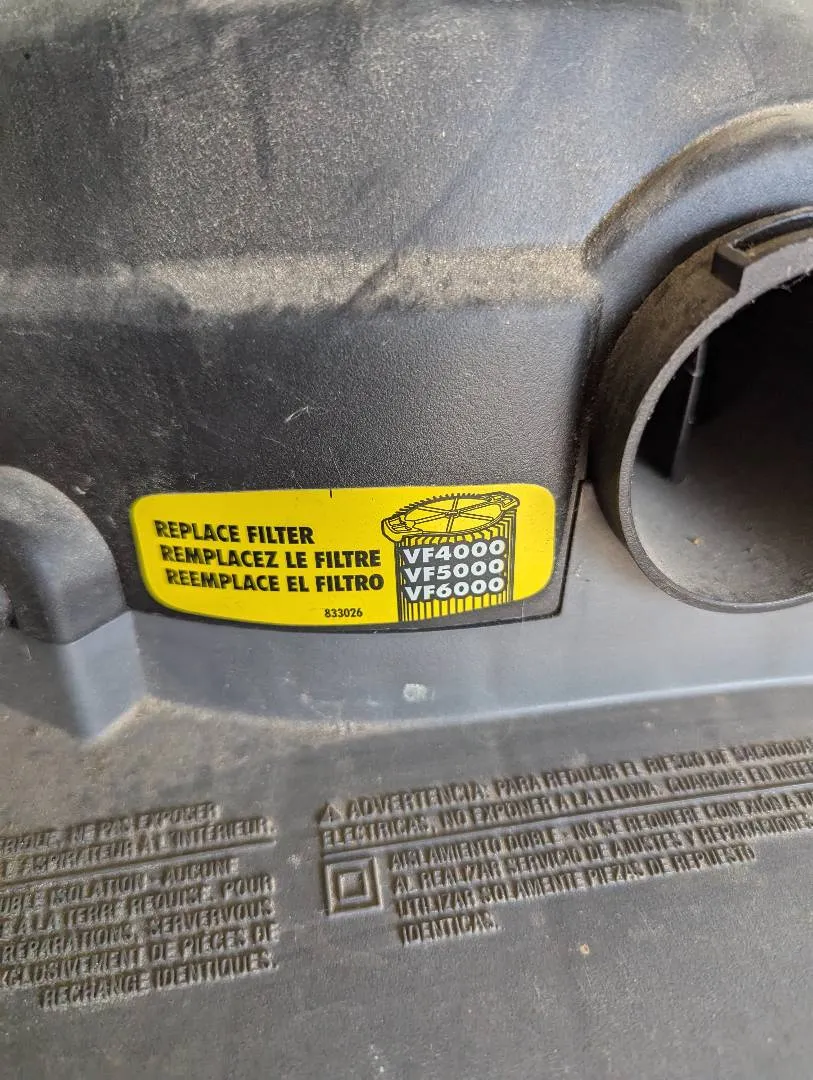 REPLACE FILTER
REMPLACEZ LE FILTRE
REEMPLACE EL FILTRO
833026
VF4000
VF5000
VF6000
NE PAS EXPOSER
ASPIRATEUR A L'INTÉRIEUR.
ISOLATION - AUCUNE
A LA TERRE REQUISE. POUR
RÉPARATIONS, SERVERVOUS
DE PIECES DE
RECHANGE IDENTIQUES.
⚠ ADVERTENCIA: PARA REDUCIR EL RIESGO DE SACUDIDAS
ELECTRICAS, NO EXPONER A LA LLUVIA. GUARDAR EN
AISLAMIENTO DOBLE - NO SE REQUIERE CONEXIÓN A
AL REALIZAR SERVICIO DE AJUSTES Y REPARACIONES,
UTILIZAR SOLAMENTE PIEZAS DE REPUESTO
IDENTICAS.